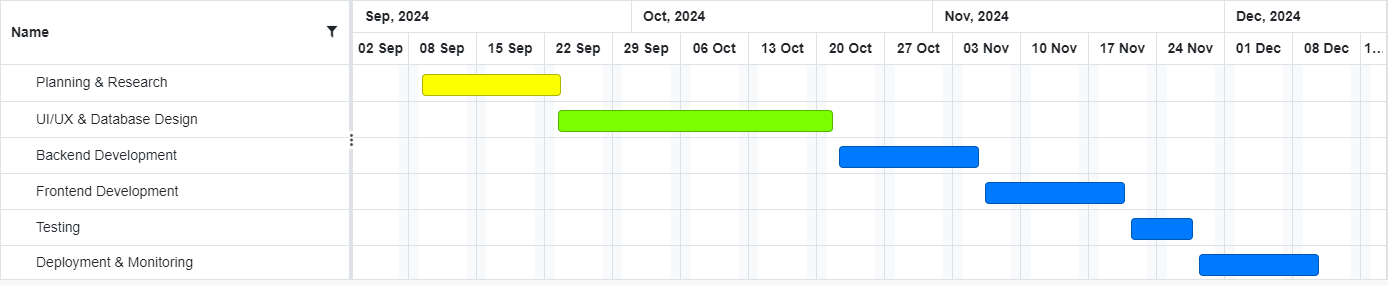 Name
Sep, 2024 Oct, 2024 Nov, 2024 Dec, 2024
02 Sep 08 Sep 15 Sep 22 Sep 29 Sep 06 Oct 13 Oct 20 Oct 27 Oct 03 Nov 10 Nov 17 Nov 24 Nov 01 Dec 08 Dec 1...
Planning & Research
UI/UX & Database Design
Backend Development
Frontend Development
Testing
Deployment & Monitoring